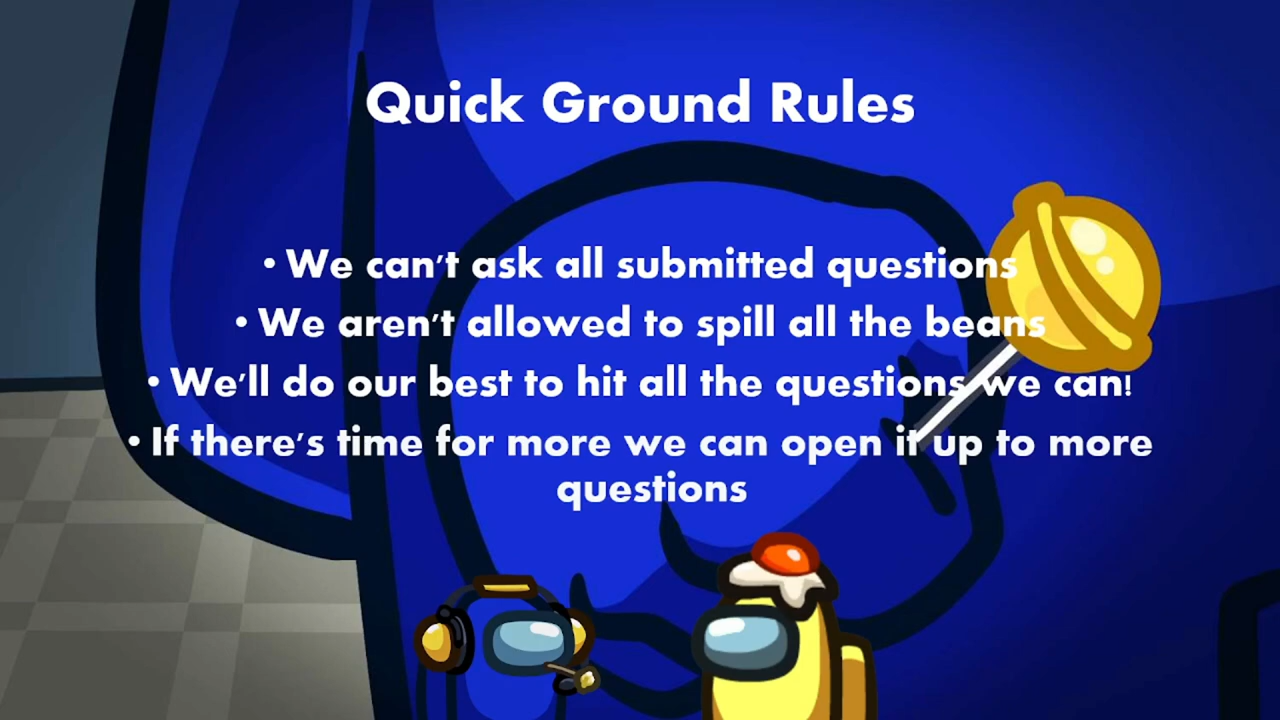 Quick Ground Rules
• We can't ask all submitted questions
• We aren't allowed to spill all the beans
• We'll do our best to hit all the questions we can!
• If there's time for more we can open it up to more
questions